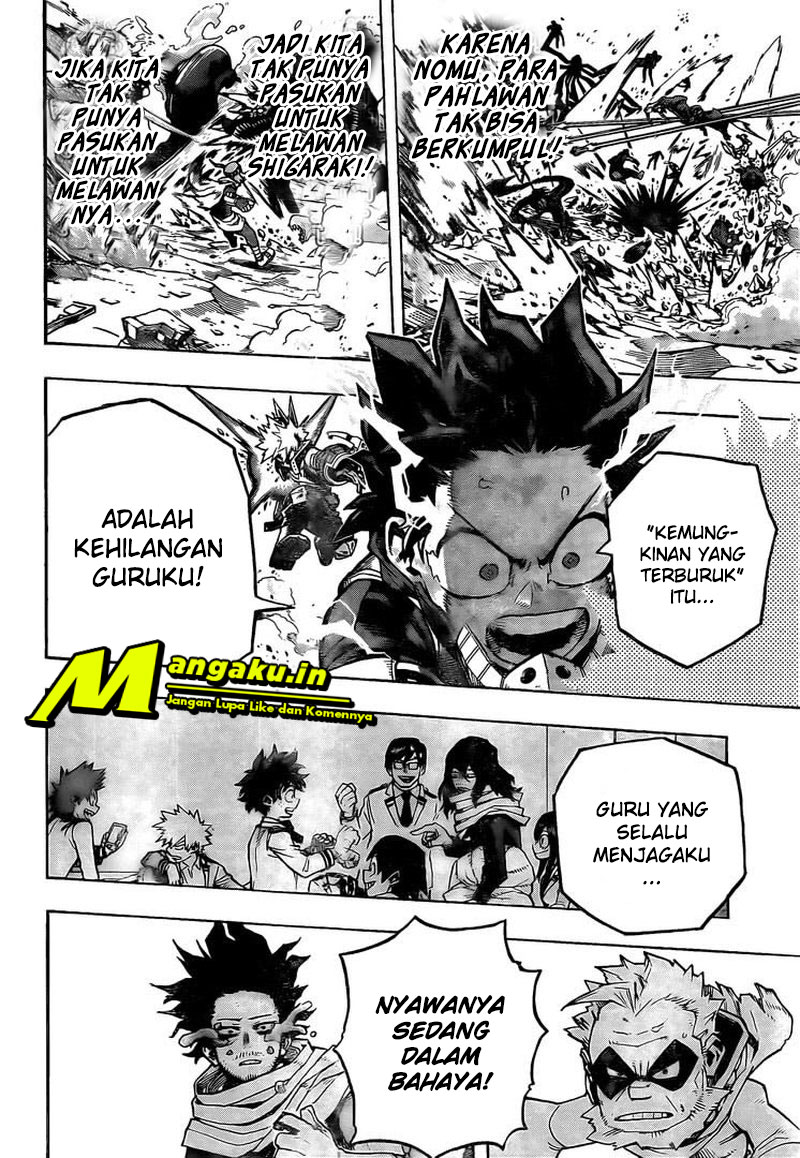 KARENA
NOMU, PARA
PAHLAWAN
TAK BISA
BERKUMPUL!
JADI KITA
TAK PUNYA
PASUKAN
UNTUK
MELAWAN
SHIGARAKI!
JIKA KITA
TAK
PUNYA
PASUKAN
UNTUK
MELAWAN
NYA....
"KEMUNG-
KINAN YANG
TERBURUK"
ITU...
ADALAH
KEHILANGAN
GURUKU!
Mangaku.in
Jangan Lupa Like dan Komennya
GURU YANG
SELALU
MENJAGAKU
...
NYAWANYA
SEDANG
DALAM
BAHAYA!